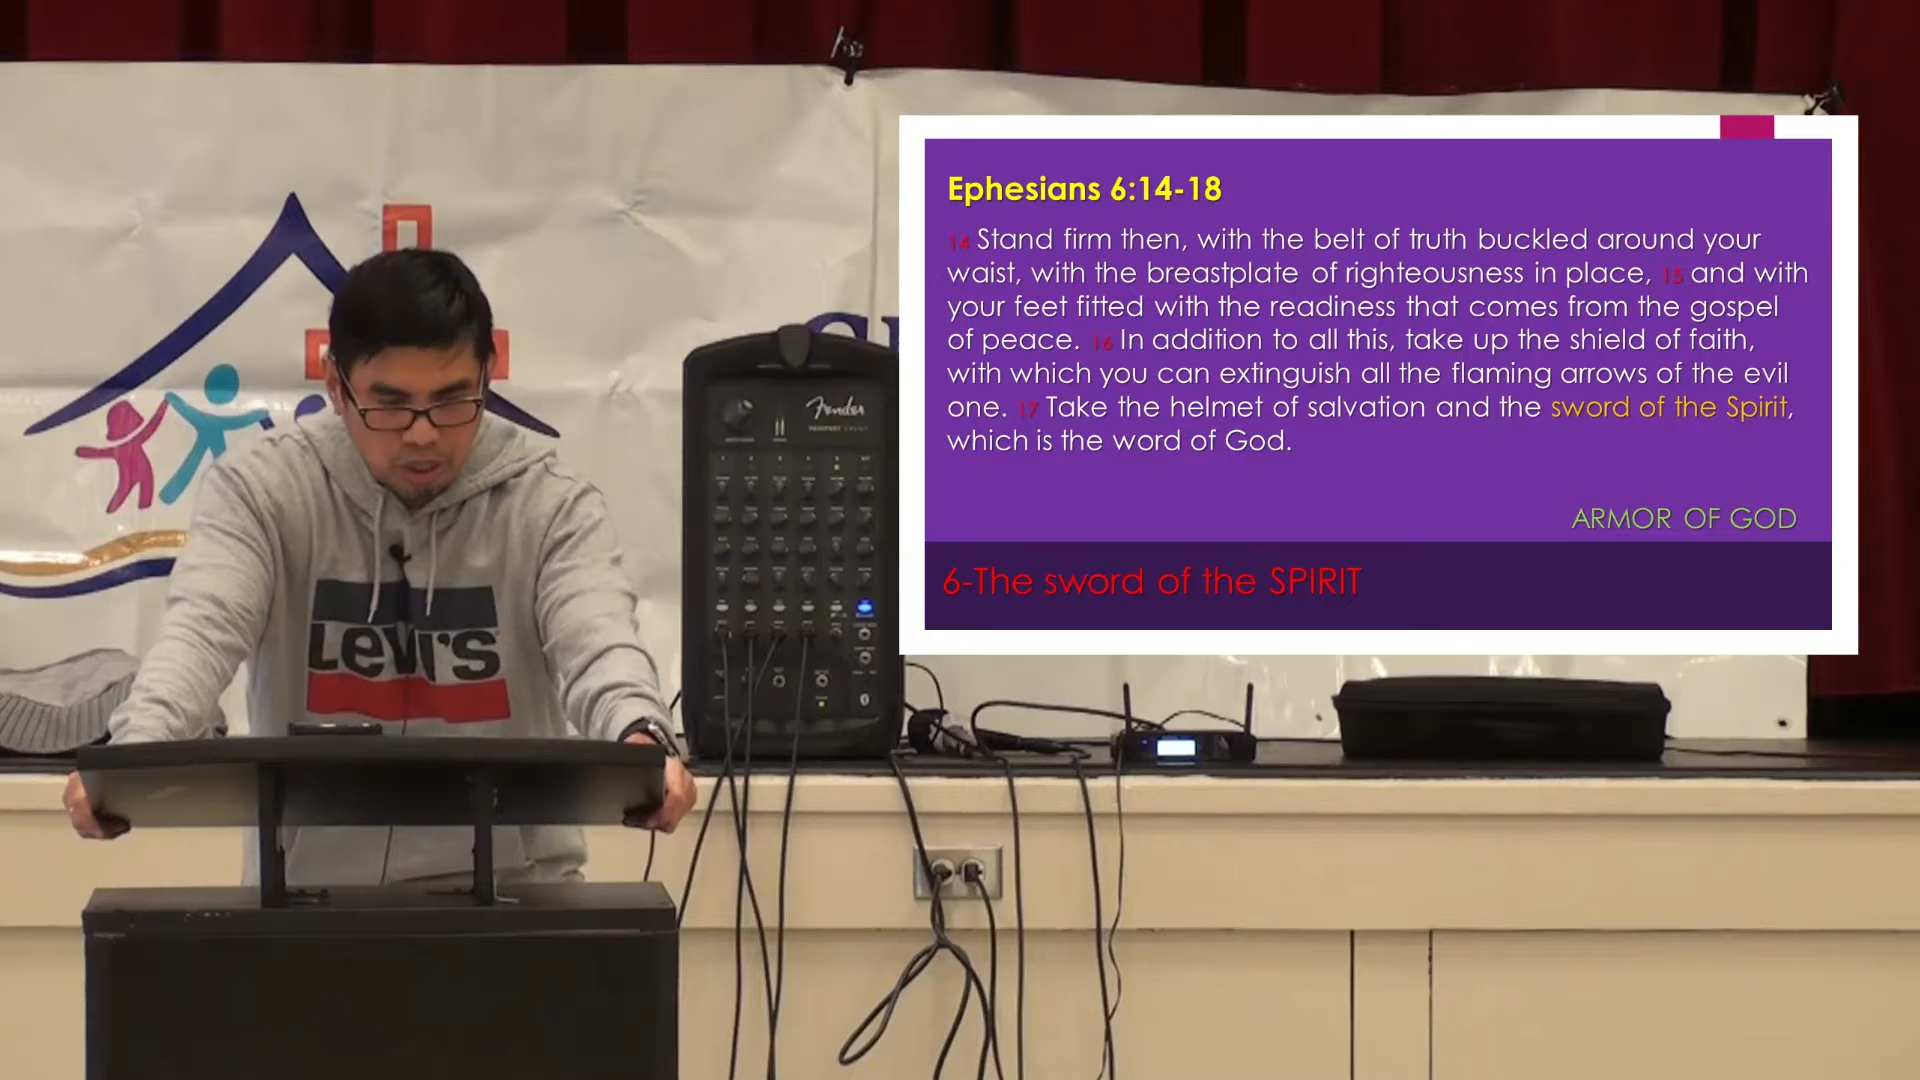 Ephesians 6:14-18
14 Stand firm then, with the belt of truth buckled around your
waist, with the breastplate of righteousness in place, 15 and with
your feet fitted with the readiness that comes from the gospel
of peace. 16 In addition to all this, take up the shield of faith,
with which you can extinguish all the flaming arrows of the evil
one. 17 Take the helmet of salvation and the sword of the Spirit,
which is the word of God.
ARMOR OF GOD
6-The sword of the SPIRIT
Fender
PASSPORT EVENT
LEVI'S